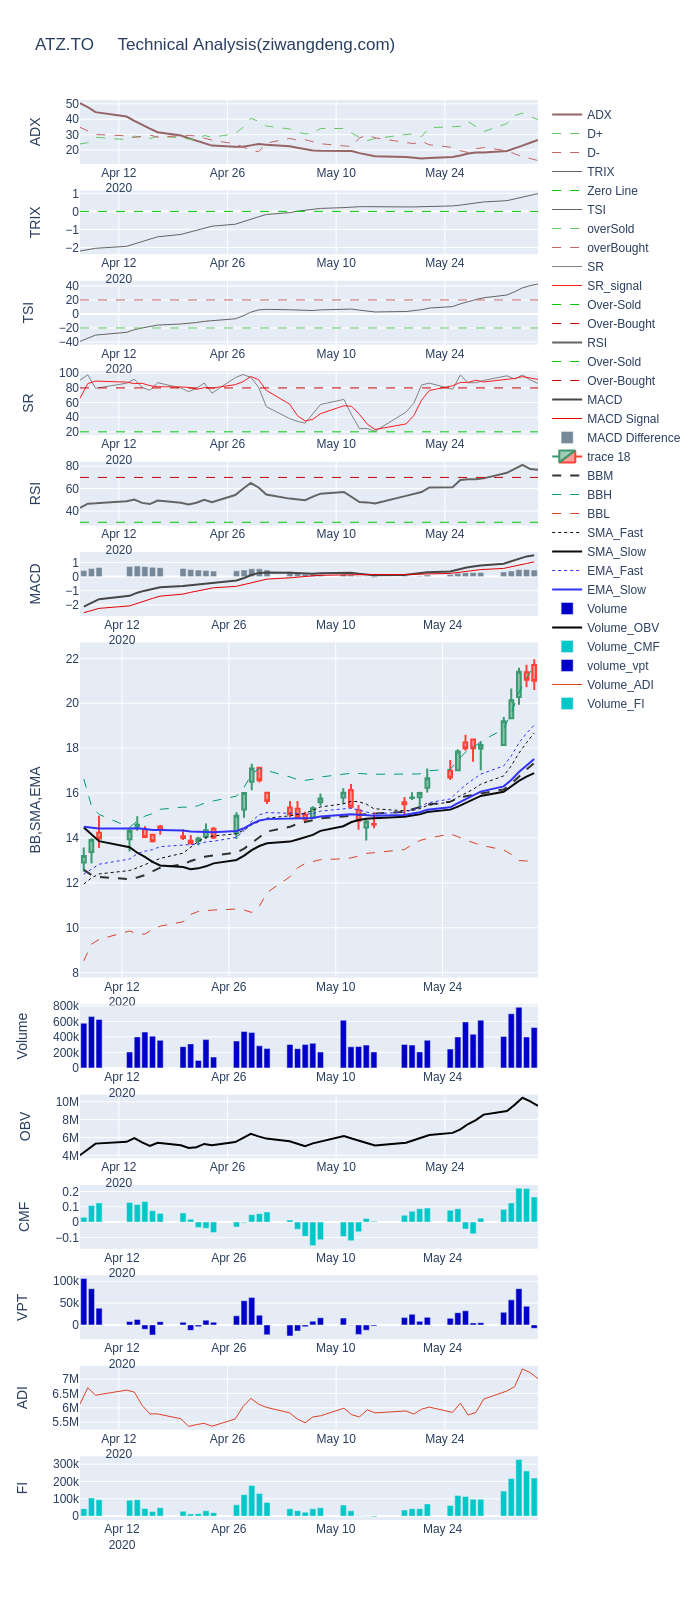 ATZ.TO Technical Analysis(ziwangdeng.com)
ADX
50
40
30
20
Apr 12
2020
Apr 26
May 10
May 24
TRIX
1
0
−1
−2
Apr 12
2020
Apr 26
May 10
May 24
TSI
40
20
0
−20
−40
Apr 12
2020
Apr 26
May 10
May 24
SR
100
80
60
40
20
Apr 12
2020
Apr 26
May 10
May 24
RSI
80
60
40
Apr 12
2020
Apr 26
May 10
May 24
MACD
1
0
−1
−2
Apr 12
2020
Apr 26
May 10
May 24
BB,SMA,EMA
22
20
18
16
14
12
10
8
Apr 12
2020
Apr 26
May 10
May 24
Volume
800k
600k
400k
200k
0
Apr 12
2020
Apr 26
May 10
May 24
OBV
10M
8M
6M
4M
Apr 12
2020
Apr 26
May 10
May 24
CMF
0.2
0.1
0
−0.1
Apr 12
2020
Apr 26
May 10
May 24
VPT
100k
50k
0
Apr 12
2020
Apr 26
May 10
May 24
ADI
7M
6.5M
6M
5.5M
Apr 12
2020
Apr 26
May 10
May 24
FI
300k
200k
100k
0
Apr 12
2020
Apr 26
May 10
May 24
ADX
D+
D-
TRIX
Zero Line
TSI
overSold
overBought
SR
SR_signal
Over-Sold
Over-Bought
RSI
Over-Sold
Over-Bought
MACD
MACD Signal
MACD Difference
trace 18
BBM
BBH
BBL
SMA_Fast
SMA_Slow
EMA_Fast
EMA_Slow
Volume
Volume_OBV
Volume_CMF
volume_vpt
Volume_ADI
Volume_FI